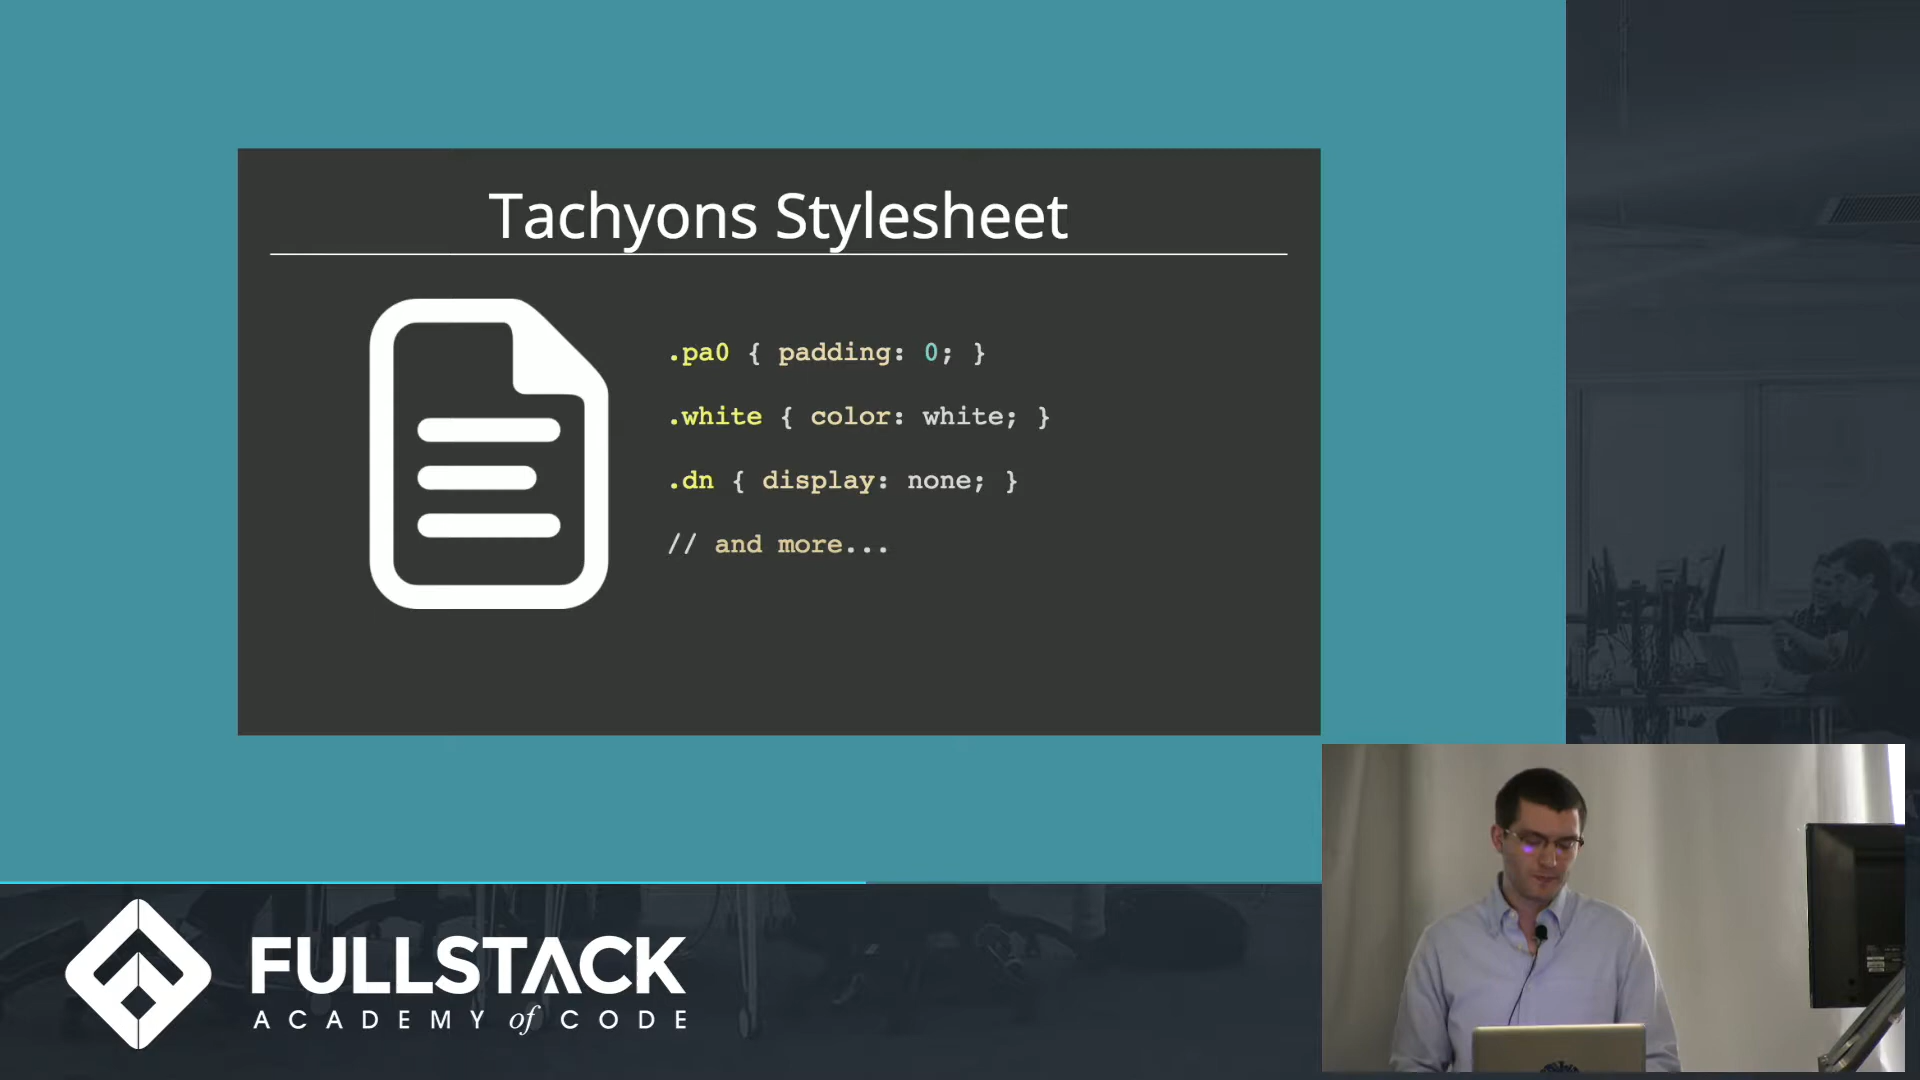 Tachyons Stylesheet
.pa0 { padding: 0; }
.white { color: white; }
.dn { display: none; }
// and more...
FULLSTACK
ACADEMY of CODE